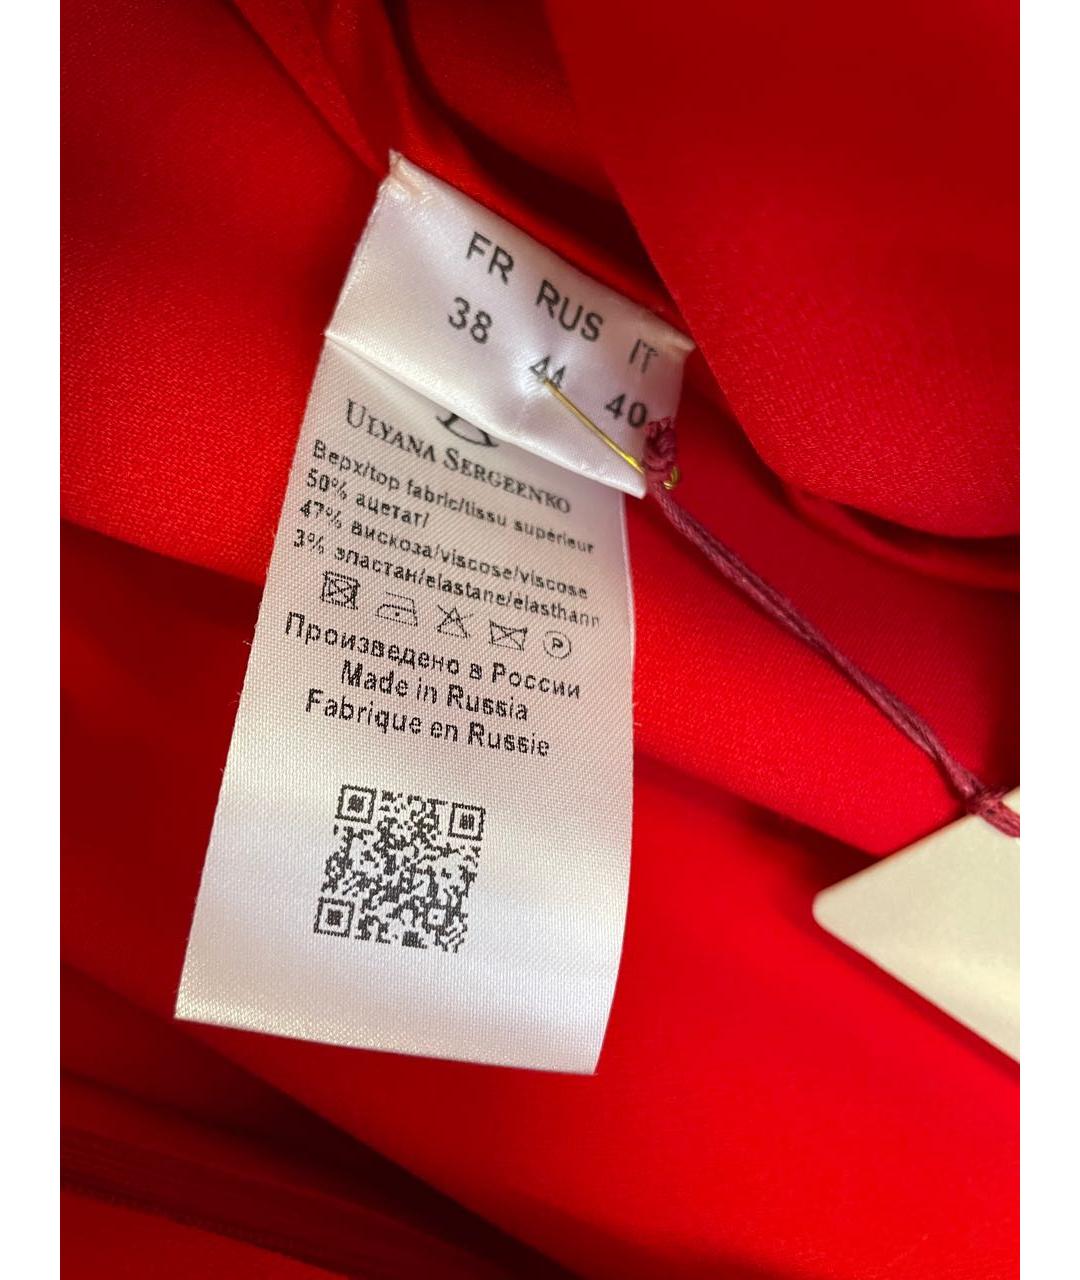 FR RUS IT
38 44 40
ULYANA SERGEENKO
Верх/top fabric/tissu supérieur
50% ацетат/
47% вискоза/viscose/viscose
3% эластан/elastane/elasthann
P
Произведено в России
Made in Russia
Fabriqué en Russie